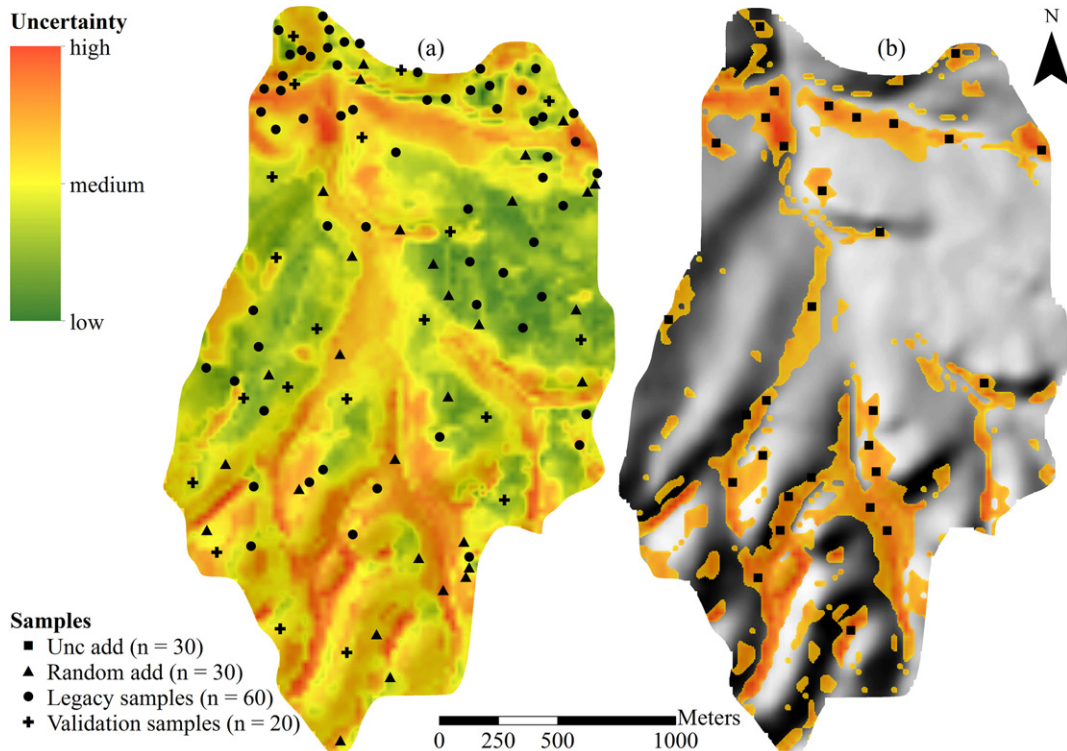 Uncertainty
high
medium
low
(a)
(b)
N
Samples
Unc add (n = 30)
Random add (n = 30)
Legacy samples (n = 60)
Validation samples (n = 20)
Meters
0 250 500 1000